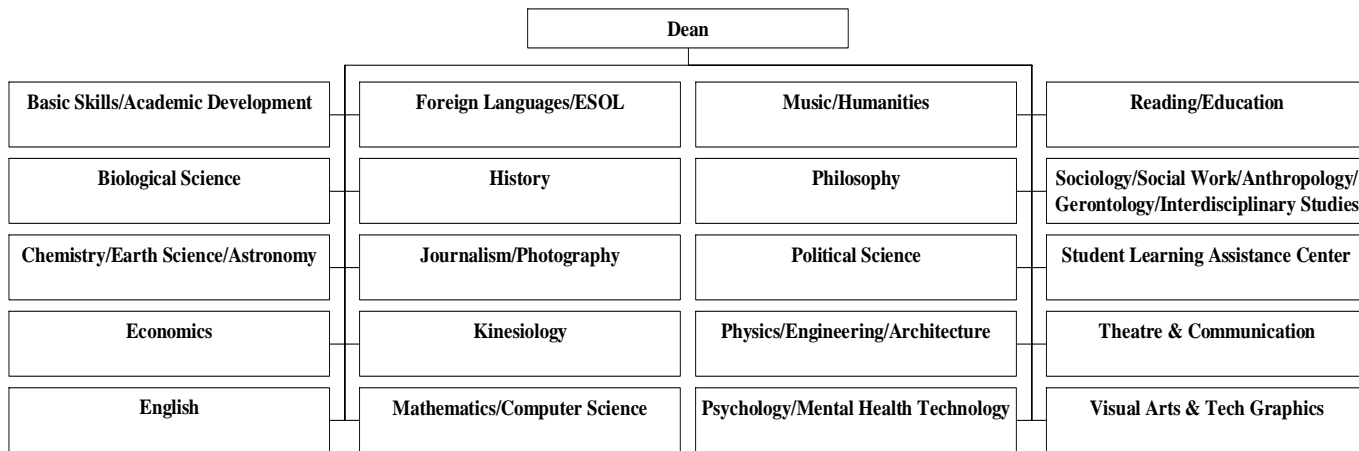 Dean
Basic Skills/Academic Development
Foreign Languages/ESOL
Music/Humanities
Reading/Education
Biological Science
History
Philosophy
Sociology/Social Work/Anthropology/
Gerontology/Interdisciplinary Studies
Chemistry/Earth Science/Astronomy
Journalism/Photography
Political Science
Student Learning Assistance Center
Economics
Kinesiology
Physics/Engineering/Architecture
Theatre & Communication
English
Mathematics/Computer Science
Psychology/Mental Health Technology
Visual Arts & Tech Graphics